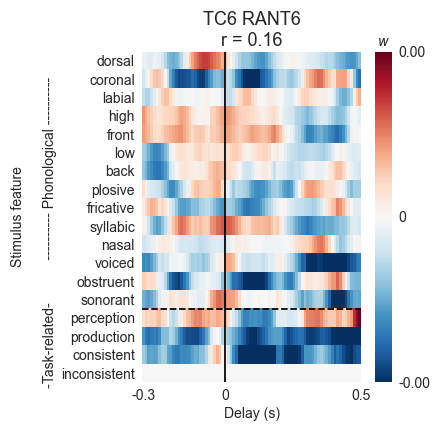 TC6 RANT6
r = 0.16
w
Stimulus feature
---------- Phonological ----------
-Task-related-
dorsal
coronal
labial
high
front
low
back
plosive
fricative
syllabic
nasal
voiced
obstruent
sonorant
perception
production
consistent
inconsistent
0.00
0
-0.00
-0.3
0
0.5
Delay (s)